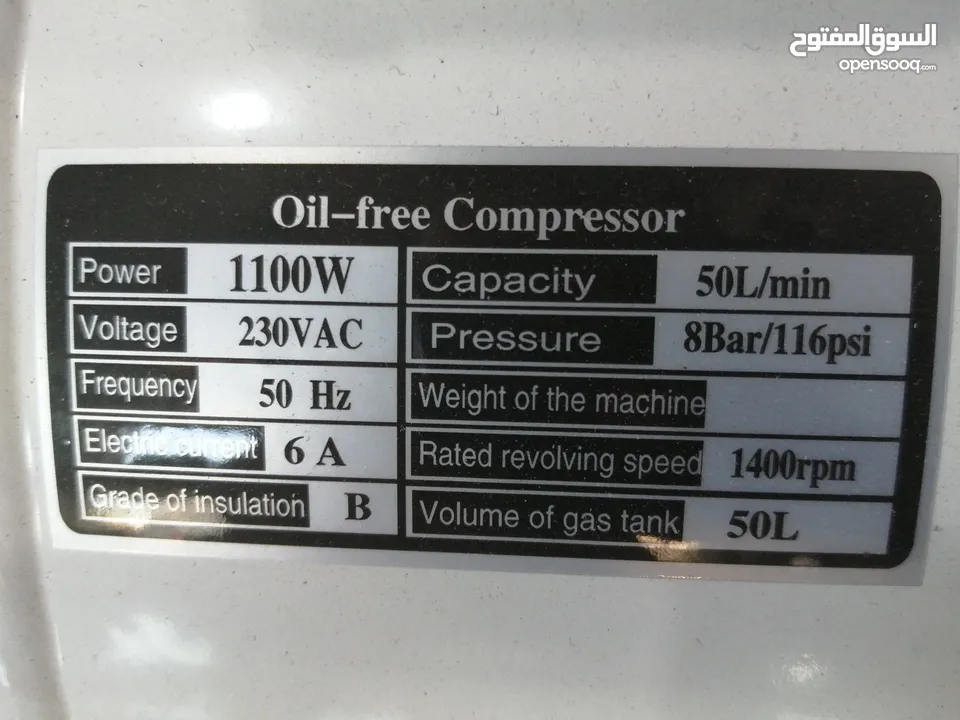 السوق المفتوح
opensooq.com
Oil-free Compressor
Power 1100W
Voltage 230VAC
Frequency 50 Hz
Electric current 6 A
Grade of insulation B
Capacity 50L/min
Pressure 8Bar/116psi
Weight of the machine
Rated revolving speed 1400rpm
Volume of gas tank 50L